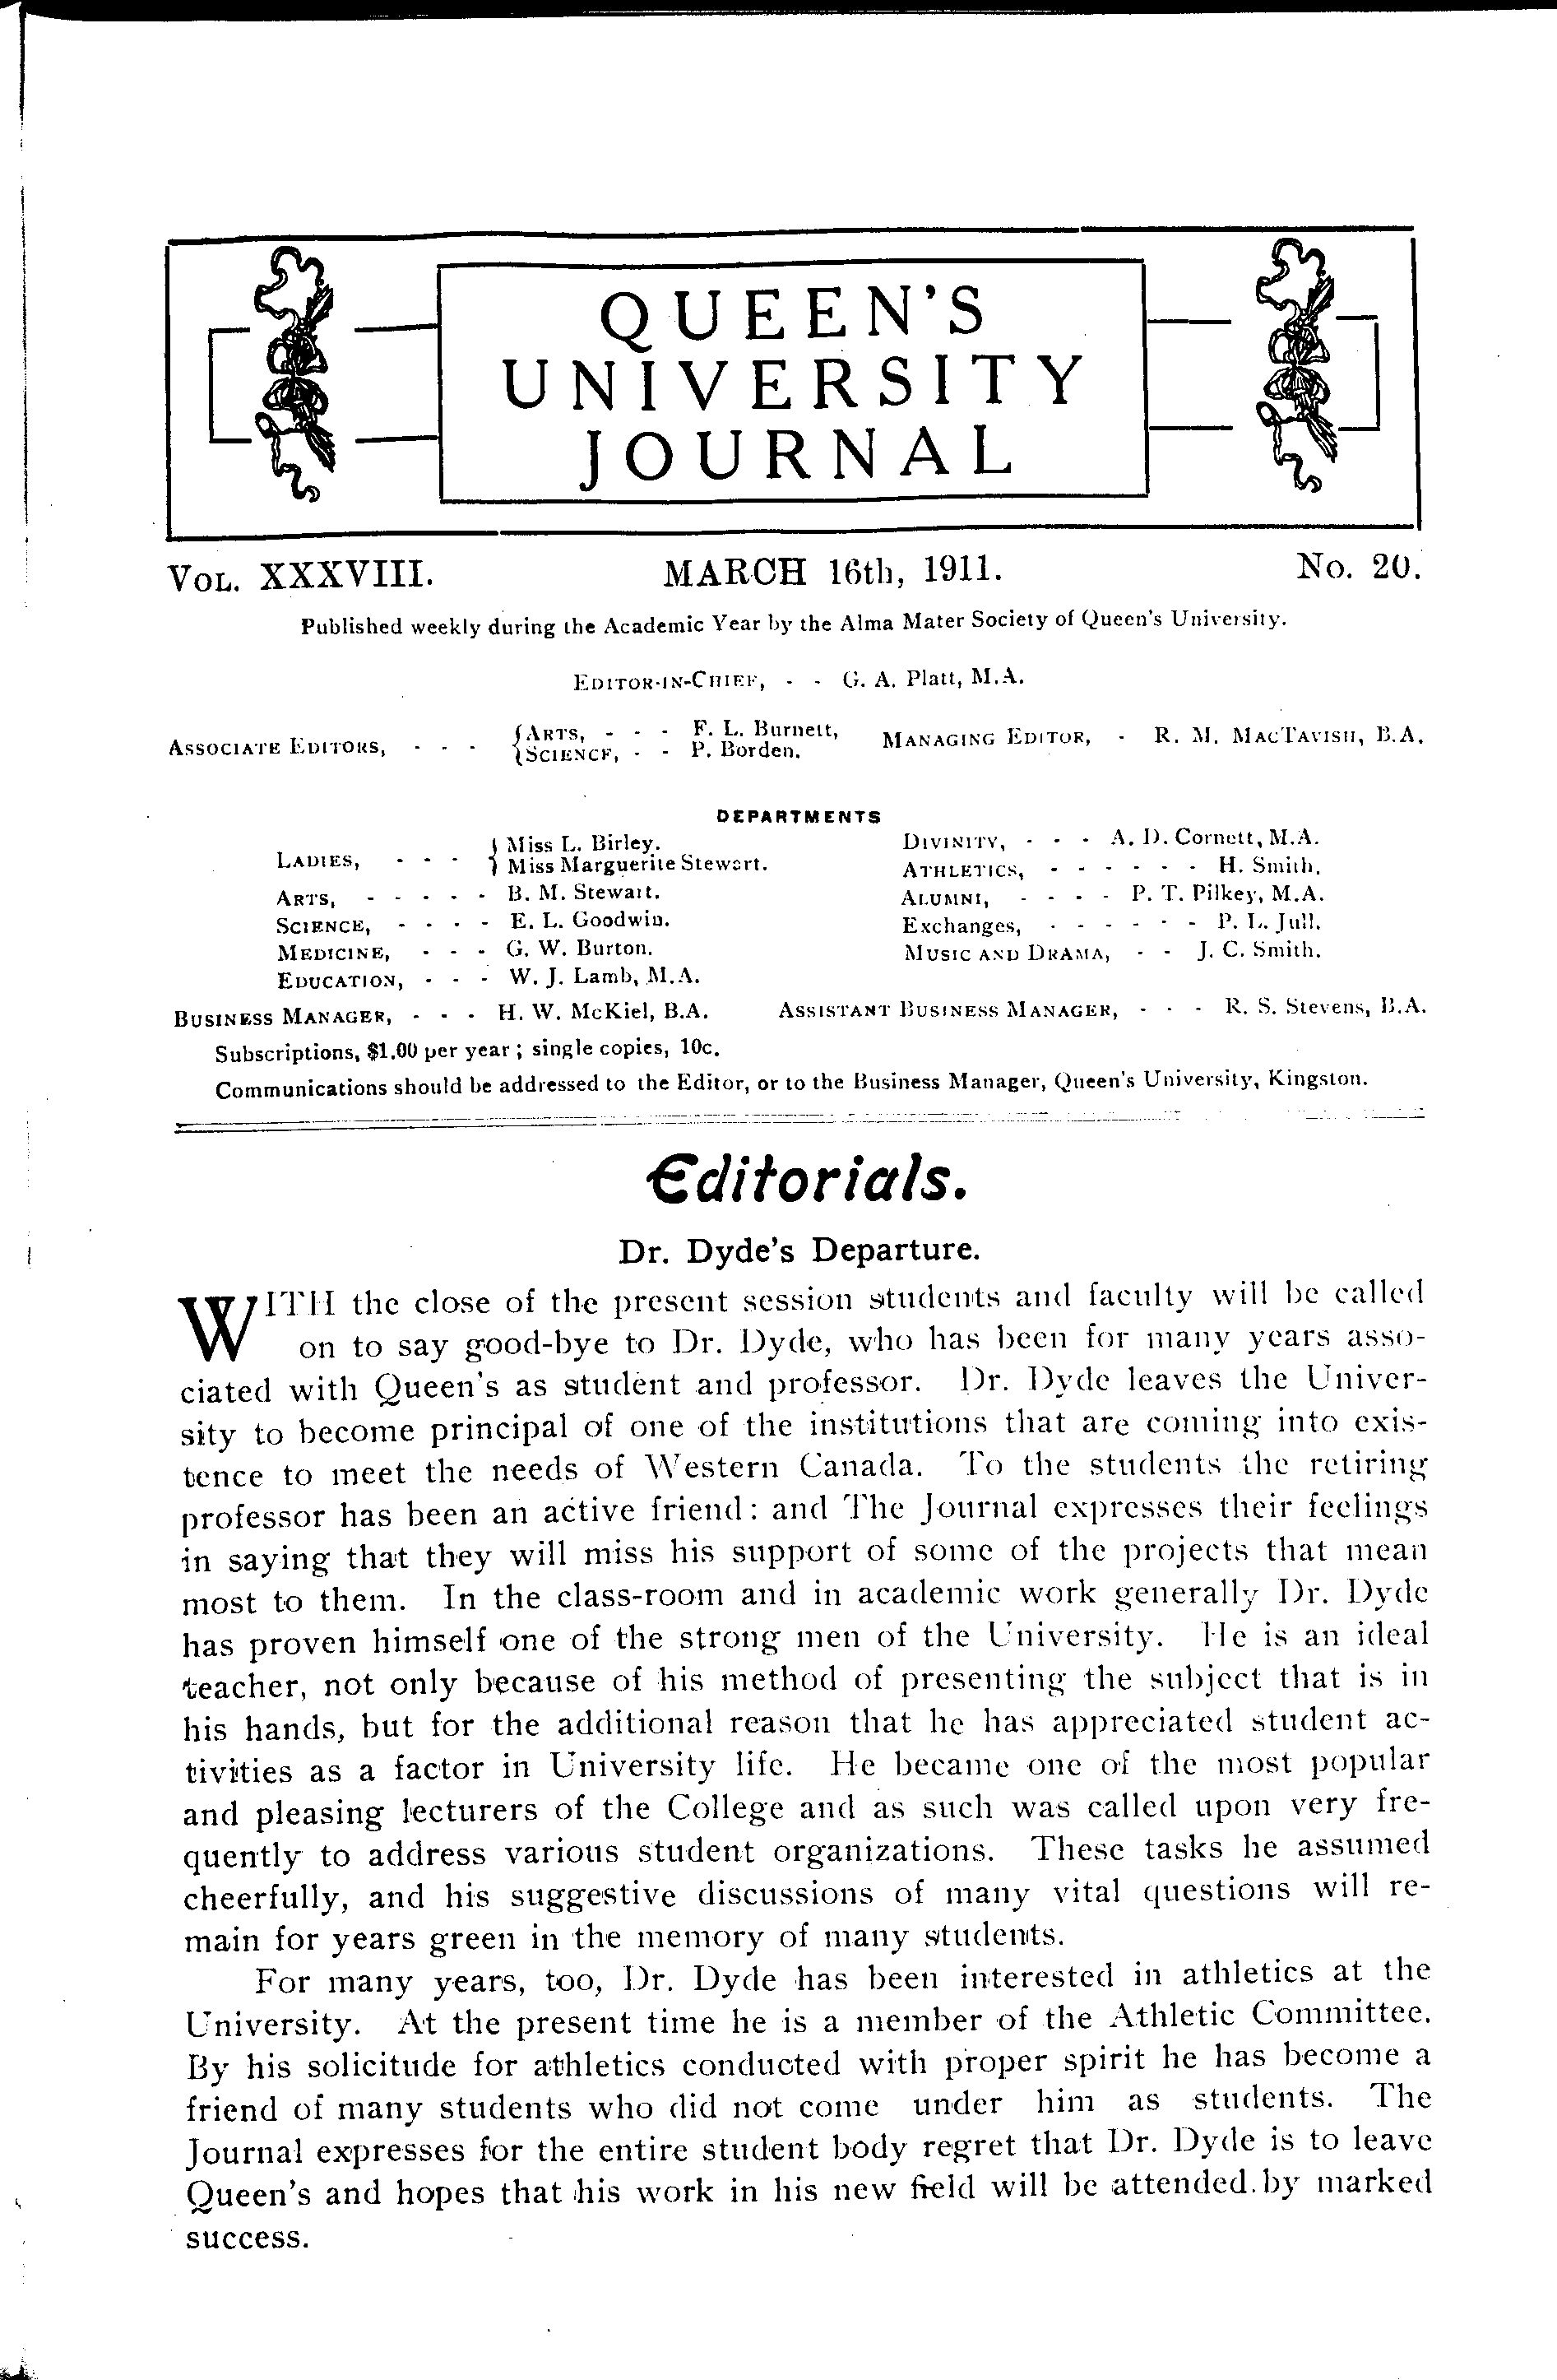 QUEEN'S
UNIVERSITY
JOURNAL
VOL. XXXVIII. MARCH 16th, 1911. No. 20.
Published weekly during the Academic Year by the Alma Mater Society of Queen's University.
EDITOR-IN-CHIEF, - - G. A. Platt, M.A.
ASSOCIATE EDITORS, - - - { ARTS, - - - F. L. Burnett,
{ SCIENCE, - - P. Borden.
MANAGING EDITOR, - R. M. MACTAVISH, B.A.
DEPARTMENTS
LADIES, - - - } Miss L. Birley.
} Miss Marguerite Stewart.
ARTS, - - - - - B. M. Stewart.
SCIENCE, - - - - E. L. Goodwin.
MEDICINE, - - - G. W. Burton.
EDUCATION, - - - W. J. Lamb, M.A.
DIVINITY, - - - A. D. Cornett, M.A.
ATHLETICS, - - - - - - H. Smith.
ALUMNI, - - - - P. T. Pilkey, M.A.
Exchanges, - - - - - - P. L. Jull.
MUSIC AND DRAMA, - - J. C. Smith.
BUSINESS MANAGER, - - - H. W. McKiel, B.A. ASSISTANT BUSINESS MANAGER, - - - R. S. Stevens, B.A.
Subscriptions, $1.00 per year; single copies, 10c.
Communications should be addressed to the Editor, or to the Business Manager, Queen's University, Kingston.
Editorials.
Dr. Dyde's Departure.
WITH the close of the present session students and faculty will be called
on to say good-bye to Dr. Dyde, who has been for many years asso-
ciated with Queen's as student and professor. Dr. Dyde leaves the Univer-
sity to become principal of one of the institutions that are coming into exis-
tence to meet the needs of Western Canada. To the students the retiring
professor has been an active friend: and The Journal expresses their feelings
in saying that they will miss his support of some of the projects that mean
most to them. In the class-room and in academic work generally Dr. Dyde
has proven himself one of the strong men of the University. He is an ideal
teacher, not only because of his method of presenting the subject that is in
his hands, but for the additional reason that he has appreciated student ac-
tivities as a factor in University life. He became one of the most popular
and pleasing lecturers of the College and as such was called upon very fre-
quently to address various student organizations. These tasks he assumed
cheerfully, and his suggestive discussions of many vital questions will re-
main for years green in the memory of many students.
For many years, too, Dr. Dyde has been interested in athletics at the
University. At the present time he is a member of the Athletic Committee.
By his solicitude for athletics conducted with proper spirit he has become a
friend of many students who did not come under him as students. The
Journal expresses for the entire student body regret that Dr. Dyde is to leave
Queen's and hopes that his work in his new field will be attended by marked
success.